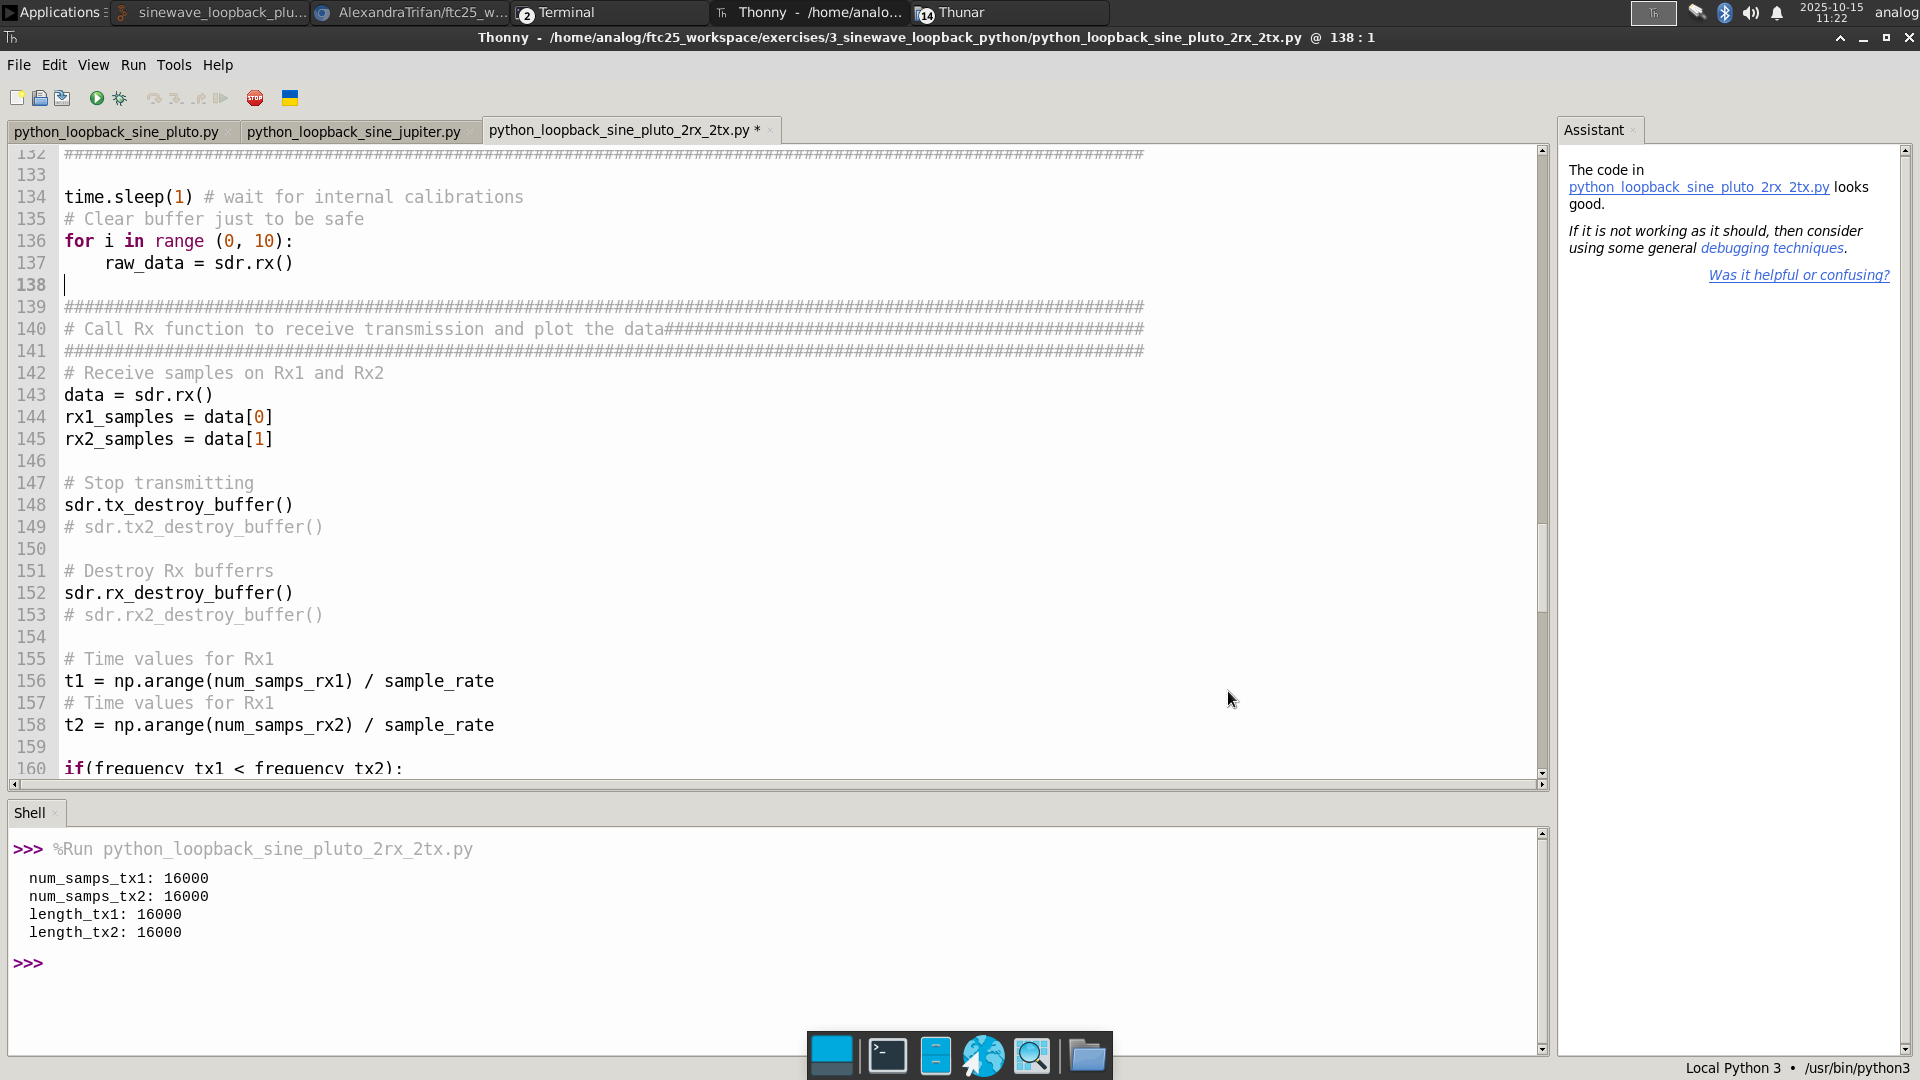 Applications
sinewave_loopback_plu...
AlexandraTrifan/ftc25_w...
2 Terminal
Thonny - /home/analo...
14 Thunar
2025-10-15
11:22
analog
Thonny - /home/analog/ftc25_workspace/exercises/3_sinewave_loopback_python/python_loopback_sine_pluto_2rx_2tx.py @ 138 : 1
File Edit View Run Tools Help
STOP
python_loopback_sine_pluto.py
python_loopback_sine_jupiter.py
python_loopback_sine_pluto_2rx_2tx.py *
132 ############################################################################################################
133
134 time.sleep(1) # wait for internal calibrations
135 # Clear buffer just to be safe
136 for i in range (0, 10):
137     raw_data = sdr.rx()
138
139 ############################################################################################################
140 # Call Rx function to receive transmission and plot the data################################################
141 ############################################################################################################
142 # Receive samples on Rx1 and Rx2
143 data = sdr.rx()
144 rx1_samples = data[0]
145 rx2_samples = data[1]
146
147 # Stop transmitting
148 sdr.tx_destroy_buffer()
149 # sdr.tx2_destroy_buffer()
150
151 # Destroy Rx bufferrs
152 sdr.rx_destroy_buffer()
153 # sdr.rx2_destroy_buffer()
154
155 # Time values for Rx1
156 t1 = np.arange(num_samps_rx1) / sample_rate
157 # Time values for Rx1
158 t2 = np.arange(num_samps_rx2) / sample_rate
159
160 if(frequency_tx1 < frequency_tx2):
Assistant
The code in
python_loopback_sine_pluto_2rx_2tx.py looks
good.
If it is not working as it should, then consider
using some general debugging techniques.
Was it helpful or confusing?
Shell
>>> %Run python_loopback_sine_pluto_2rx_2tx.py
num_samps_tx1: 16000
num_samps_tx2: 16000
length_tx1: 16000
length_tx2: 16000
>>>
Local Python 3 • /usr/bin/python3